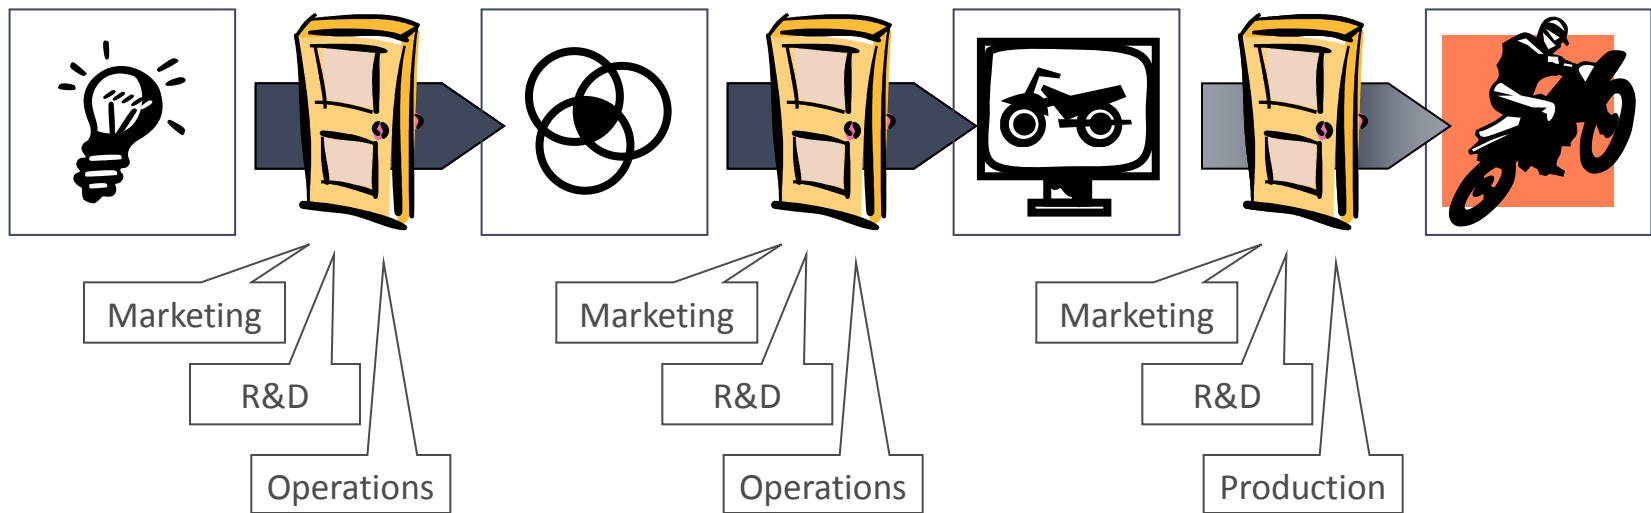 Marketing
R&D
Operations
Marketing
R&D
Operations
Marketing
R&D
Production